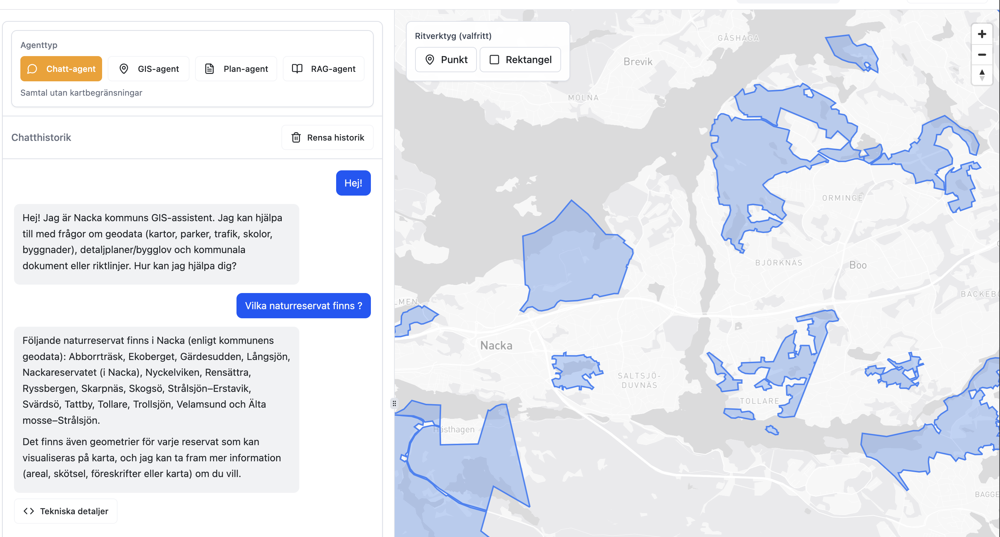 Agenttyp
Chatt-agent
GIS-agent
Plan-agent
RAG-agent
Samtal utan kartbegränsningar
Chatthistorik
Rensa historik
Hej!
Hej! Jag är Nacka kommuns GIS-assistent. Jag kan hjälpa
till med frågor om geodata (kartor, parker, trafik, skolor,
byggnader), detaljplaner/bygglov och kommunala
dokument eller riktlinjer. Hur kan jag hjälpa dig?
Vilka naturreservat finns ?
Följande naturreservat finns i Nacka (enligt kommunens
geodata): Abborrträsk, Ekoberget, Gärdesudden, Långsjön,
Nackareservatet (i Nacka), Nyckelviken, Rensättra,
Ryssbergen, Skarpnäs, Skogsö, Strålsjön–Erstavik,
Svärdsö, Tattby, Tollare, Trollsjön, Velamsund och Älta
mosse–Strålsjön.
Det finns även geometrier för varje reservat som kan
visualiseras på karta, och jag kan ta fram mer information
(areal, skötsel, föreskrifter eller karta) om du vill.
Tekniska detaljer
Ritverktyg (valfritt)
Punkt
Rektangel
GÅSHAGA
Brevik
MÖLNA
ORMINGE
BJÖRKNÄS
Boo
BACKEBO
LMEN
Nacka
SALTSJÖ-
DUVNÄS
TOLLARE
Hästhagen
BAGGE